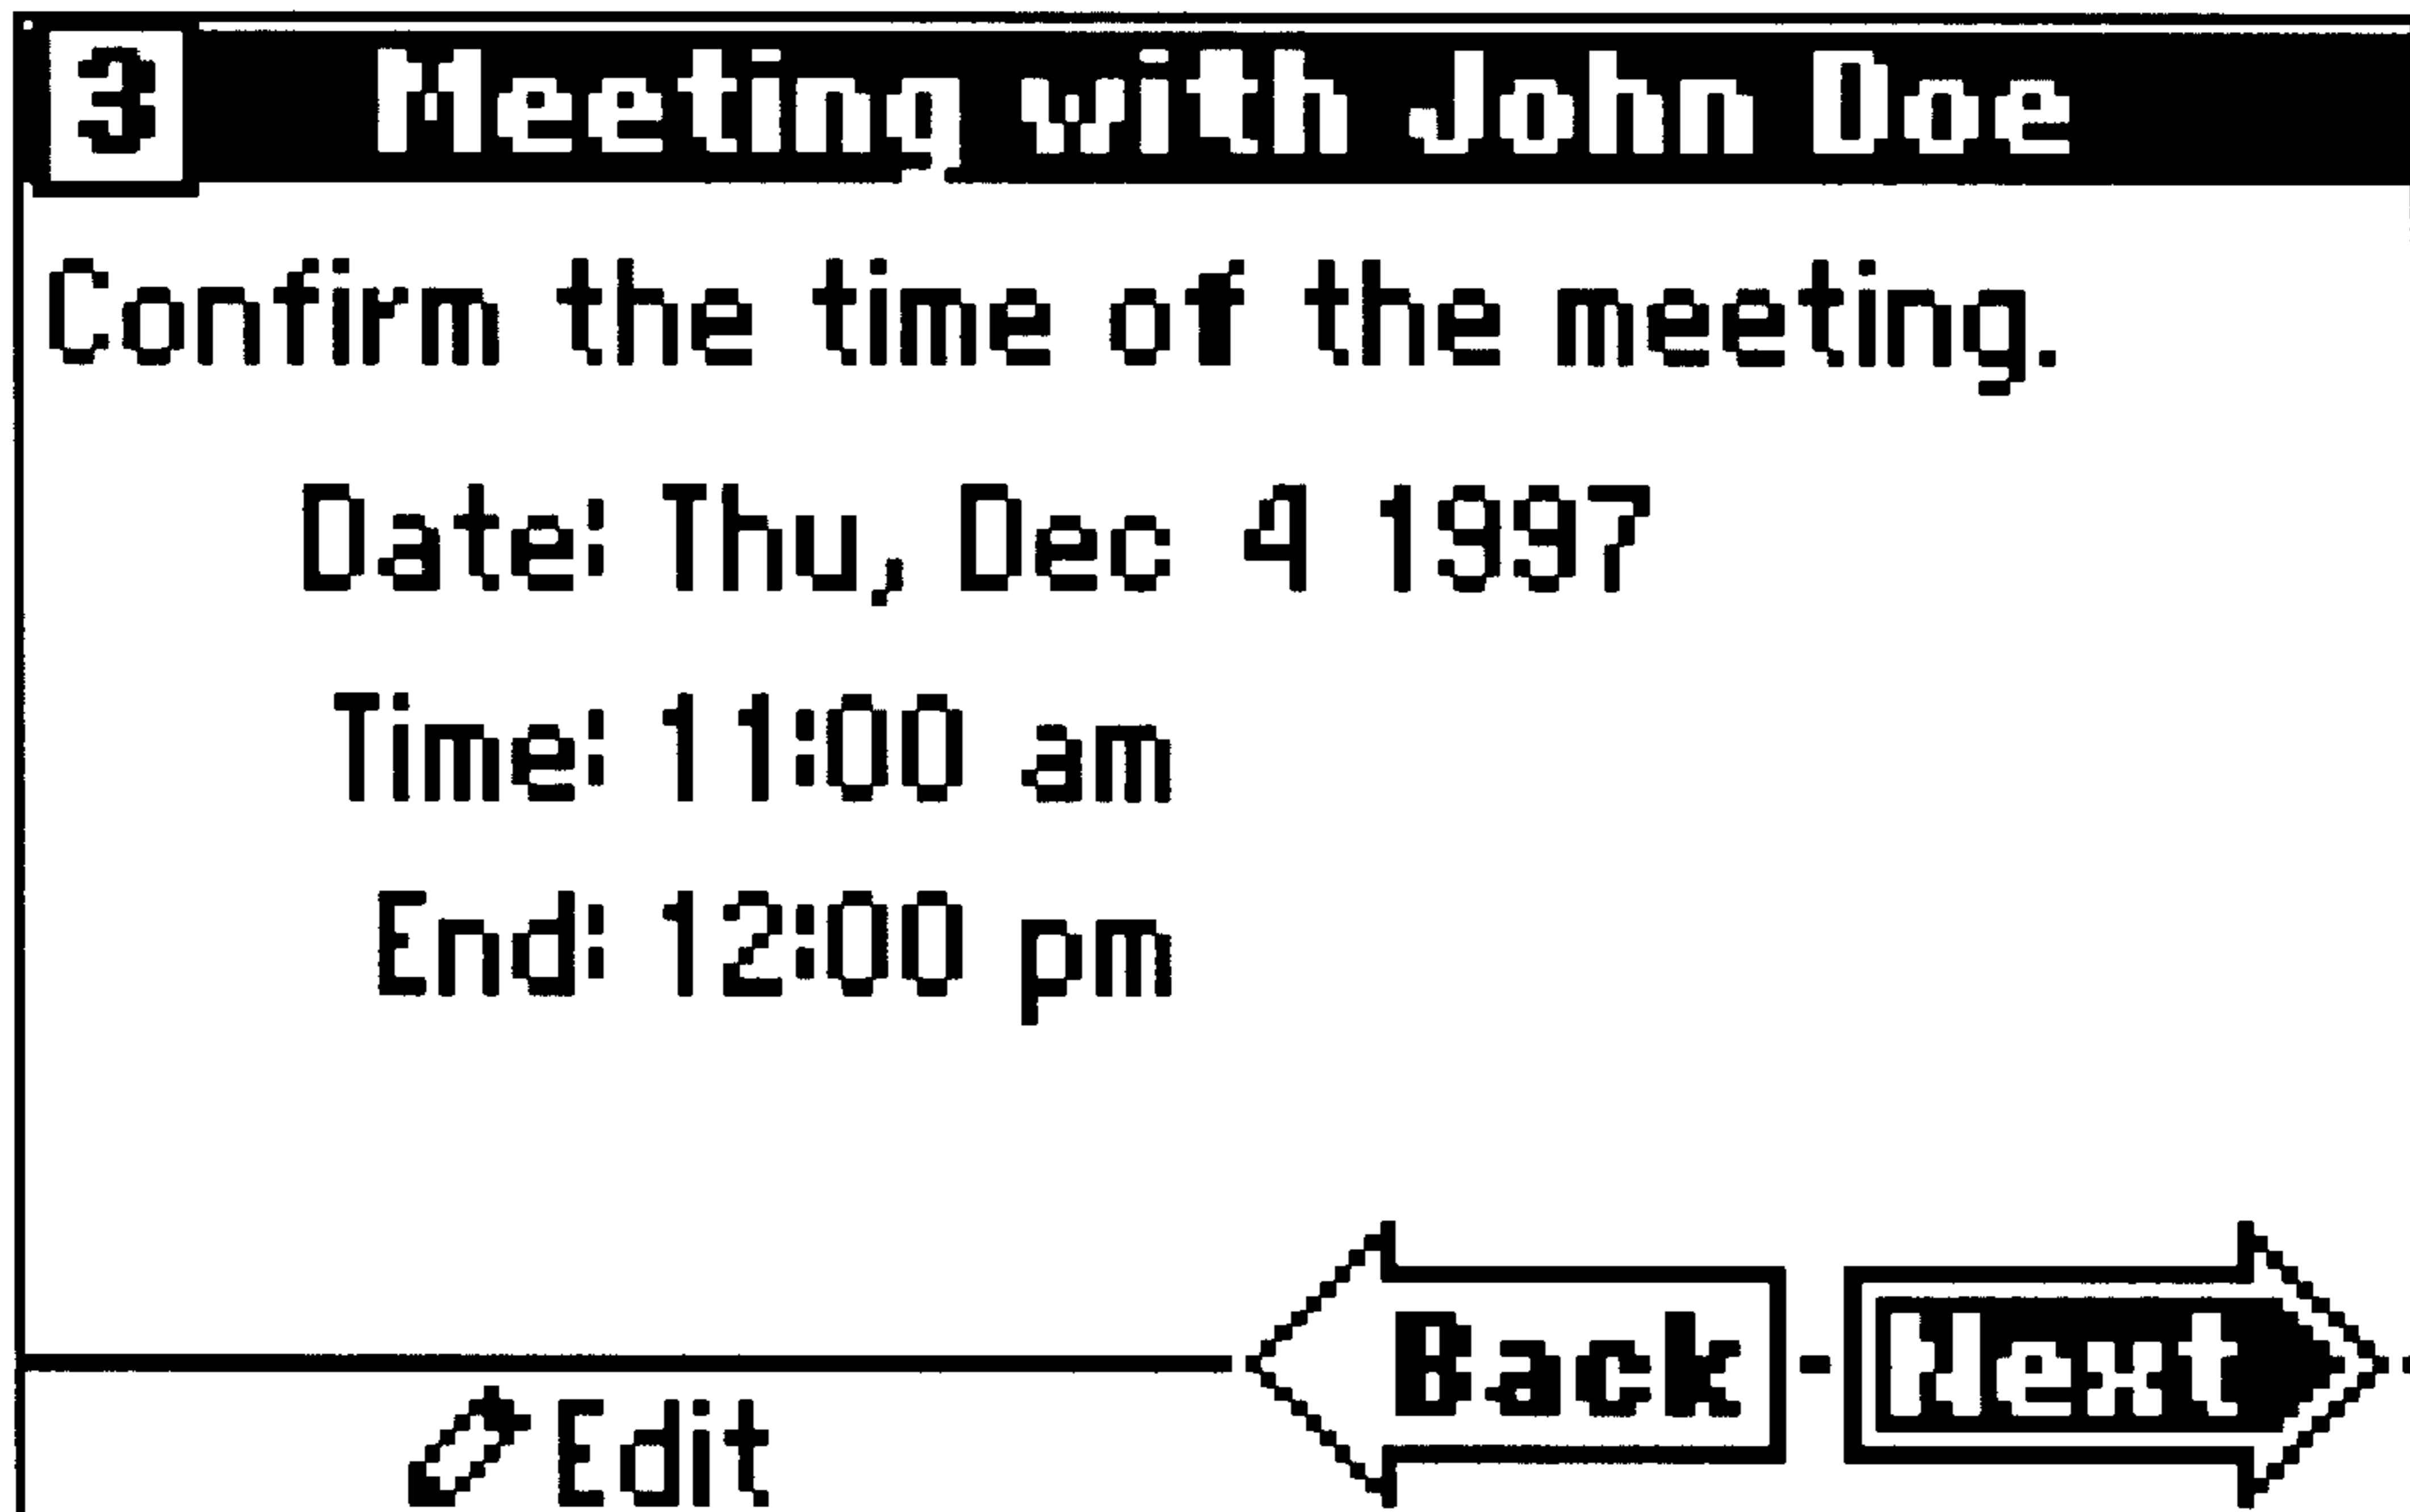 3 Meeting with John Doe
Confirm the time of the meeting.
Date: Thu, Dec 4 1997
Time: 11:00 am
End: 12:00 pm
Back Next
Edit